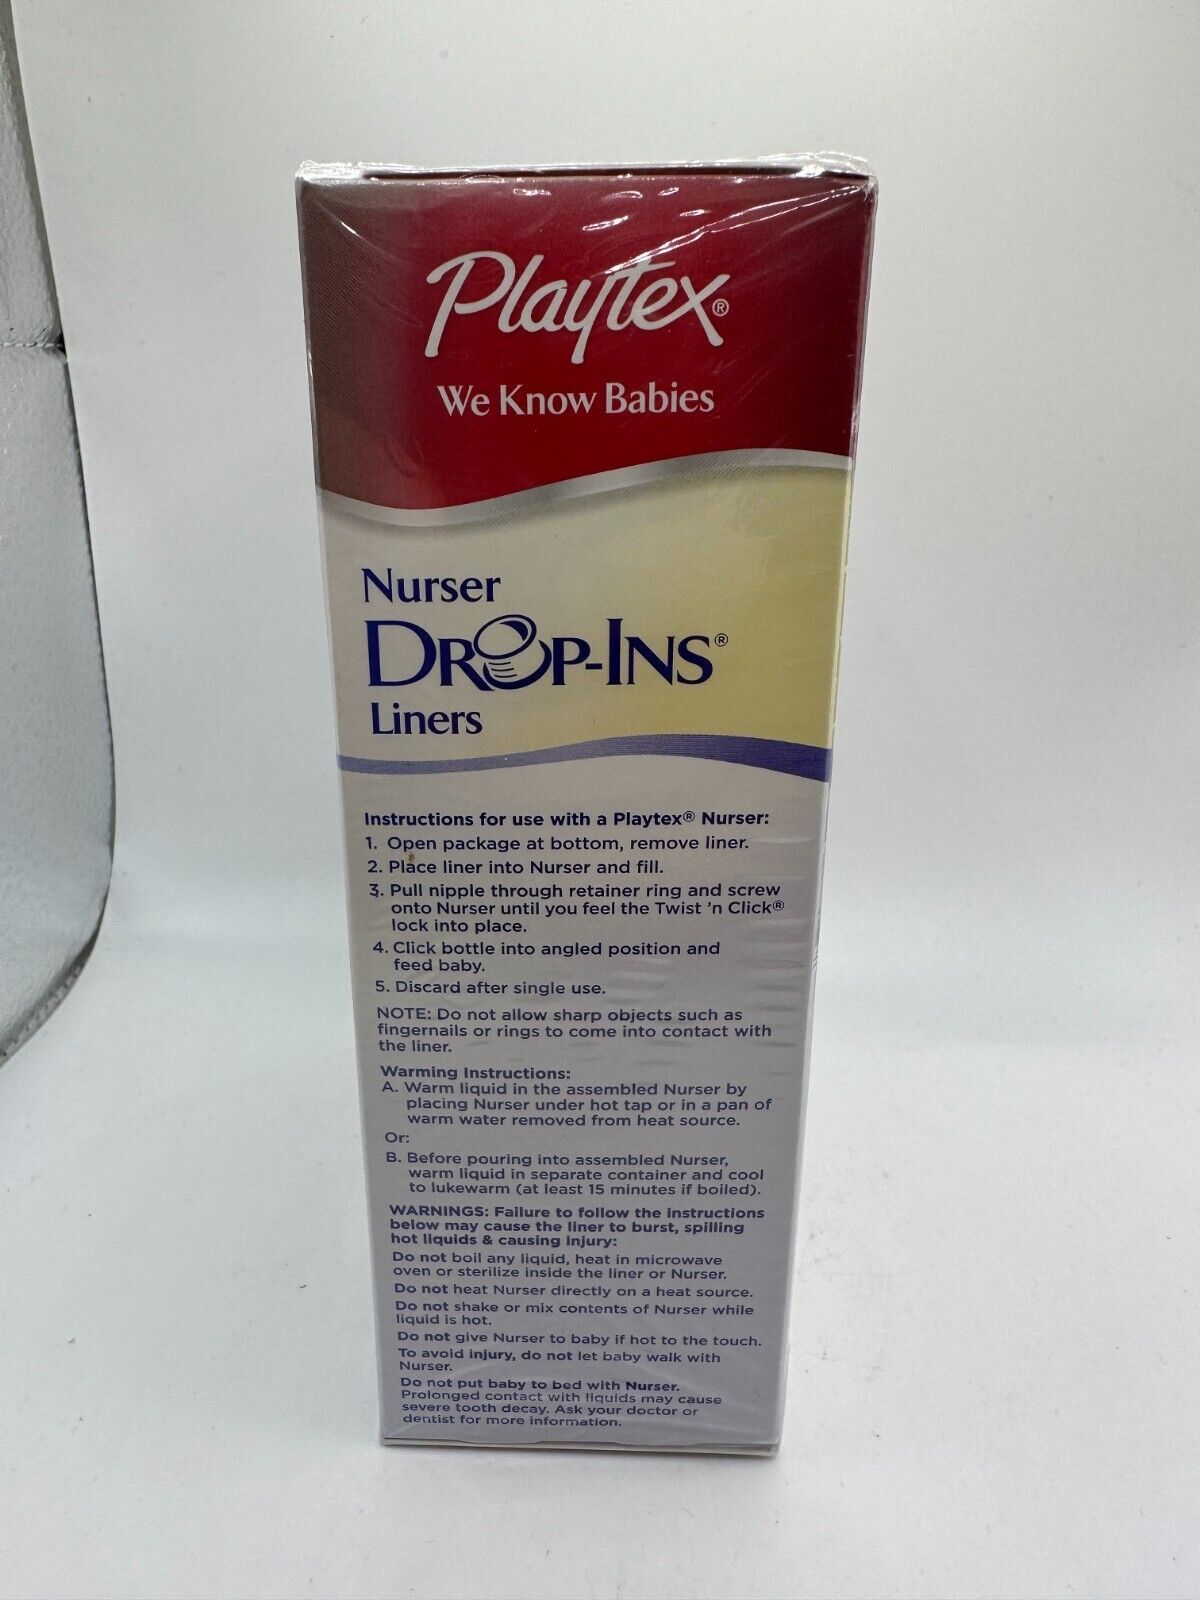 Playtex®
We Know Babies
Nurser
DROP-INS®
Liners
Instructions for use with a Playtex® Nurser:
1. Open package at bottom, remove liner.
2. Place liner into Nurser and fill.
3. Pull nipple through retainer ring and screw
onto Nurser until you feel the Twist 'n Click®
lock into place.
4. Click bottle into angled position and
feed baby.
5. Discard after single use.
NOTE: Do not allow sharp objects such as
fingernails or rings to come into contact with
the liner.
Warming Instructions:
A. Warm liquid in the assembled Nurser by
placing Nurser under hot tap or in a pan of
warm water removed from heat source.
Or:
B. Before pouring into assembled Nurser,
warm liquid in separate container and cool
to lukewarm (at least 15 minutes if boiled).
WARNINGS: Failure to follow the instructions
below may cause the liner to burst, spilling
hot liquids & causing injury:
Do not boil any liquid, heat in microwave
oven or sterilize inside the liner or Nurser.
Do not heat Nurser directly on a heat source.
Do not shake or mix contents of Nurser while
liquid is hot.
Do not give Nurser to baby if hot to the touch.
To avoid injury, do not let baby walk with
Nurser.
Do not put baby to bed with Nurser.
Prolonged contact with liquids may cause
severe tooth decay. Ask your doctor or
dentist for more information.